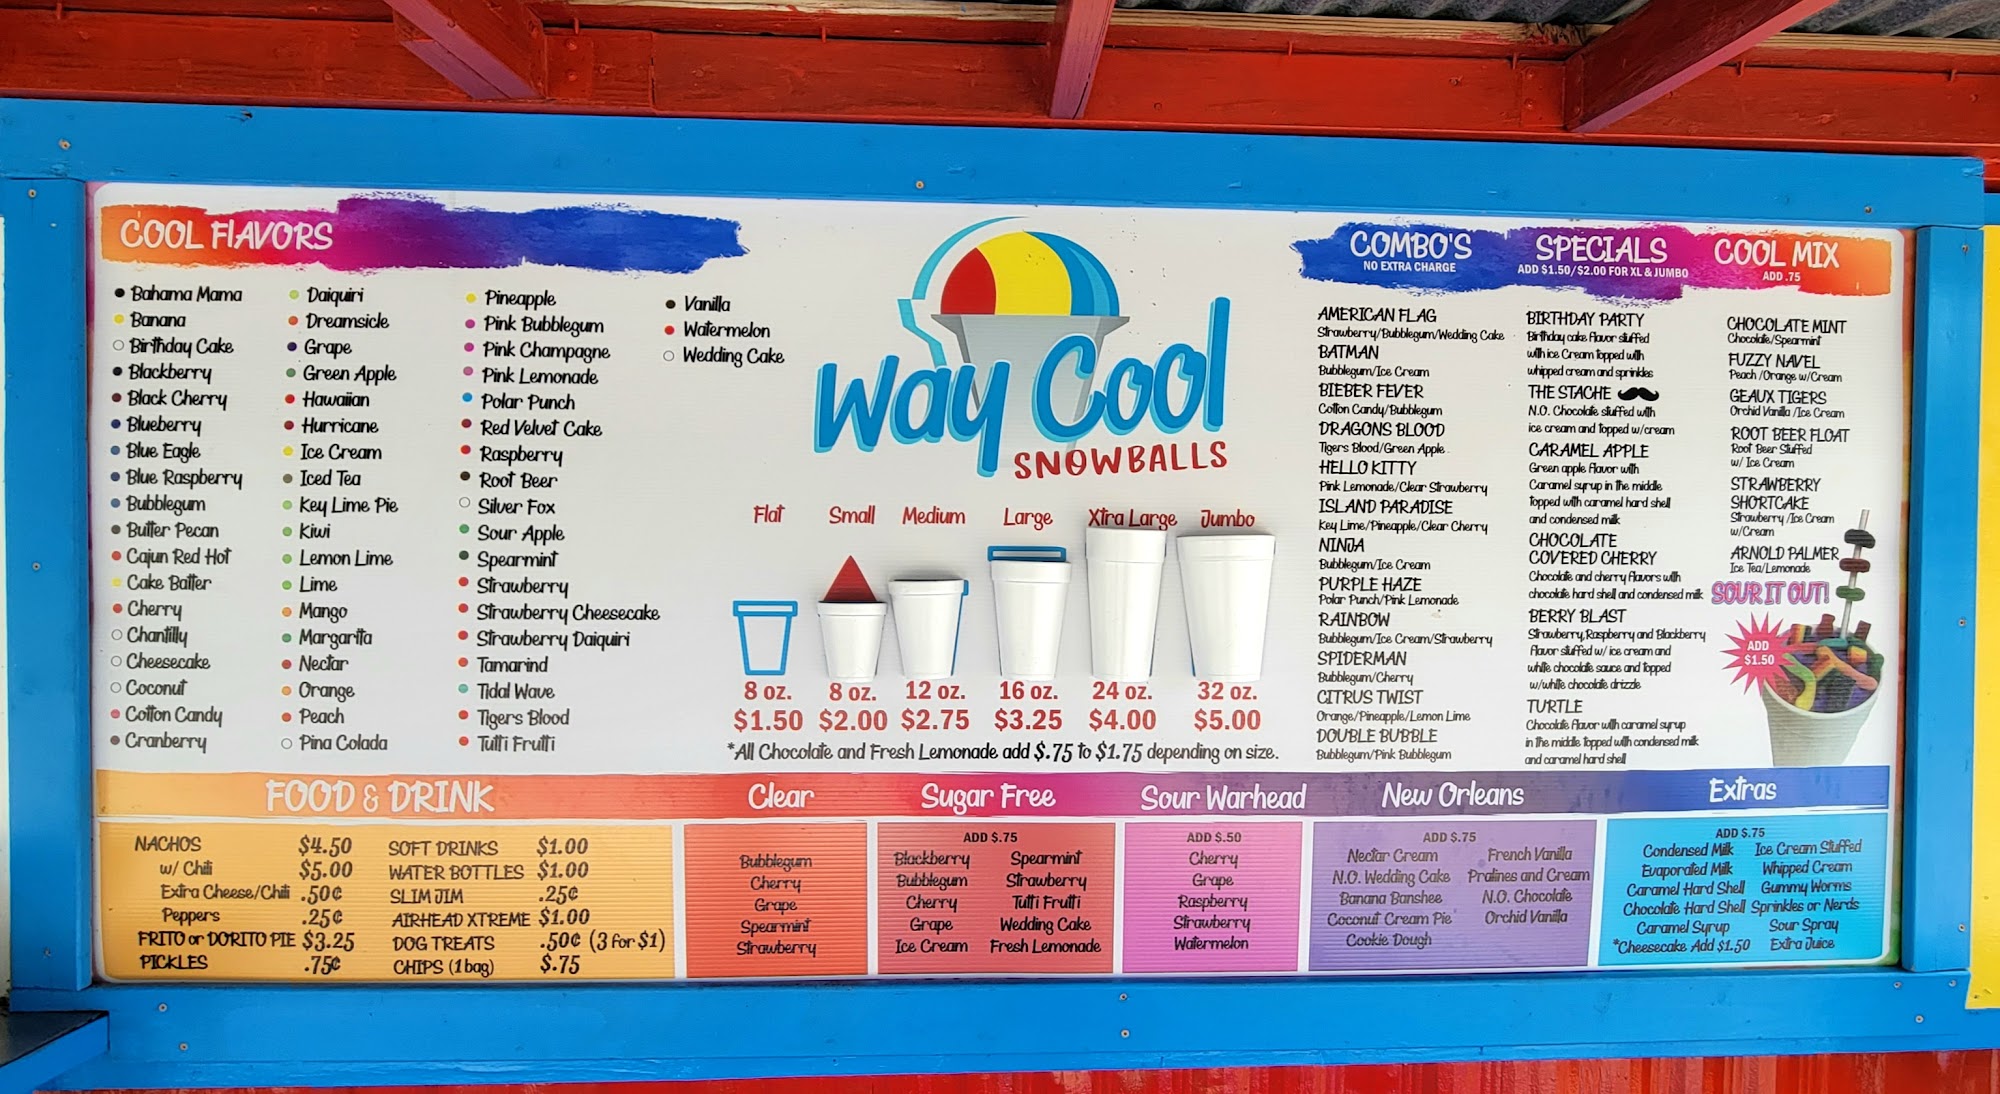 COOL FLAVORS
Bahama Mama
Banana
Birthday Cake
Blackberry
Black Cherry
Blueberry
Blue Eagle
Blue Raspberry
Bubblegum
Butter Pecan
Cajun Red Hot
Cake Batter
Cherry
Chantilly
Cheesecake
Coconut
Cotton Candy
Cranberry
Daiquiri
Dreamsicle
Grape
Green Apple
Hawaiian
Hurricane
Ice Cream
Iced Tea
Key Lime Pie
Kiwi
Lemon Lime
Lime
Mango
Margarita
Nectar
Orange
Peach
Pina Colada
Pineapple
Pink Bubblegum
Pink Champagne
Pink Lemonade
Polar Punch
Red Velvet Cake
Raspberry
Root Beer
Silver Fox
Sour Apple
Spearmint
Strawberry
Strawberry Cheesecake
Strawberry Daiquiri
Tamarind
Tidal Wave
Tigers Blood
Tutti Frutti
Vanilla
Watermelon
Wedding Cake
Way Cool
SNOWBALLS
Flat Small Medium Large Xtra Large Jumbo
8 oz. 8 oz. 12 oz. 16 oz. 24 oz. 32 oz.
$1.50 $2.00 $2.75 $3.25 $4.00 $5.00
*All Chocolate and Fresh Lemonade add $.75 to $1.75 depending on size.
COMBO'S
NO EXTRA CHARGE
AMERICAN FLAG
Strawberry/Bubblegum/Wedding Cake
BATMAN
Bubblegum/Ice Cream
BIEBER FEVER
Cotton Candy/Bubblegum
DRAGONS BLOOD
Tigers Blood/Green Apple
HELLO KITTY
Pink Lemonade/Clear Strawberry
ISLAND PARADISE
Key Lime/Pineapple/Clear Cherry
NINJA
Bubblegum/Ice Cream
PURPLE HAZE
Polar Punch/Pink Lemonade
RAINBOW
Bubblegum/Ice Cream/Strawberry
SPIDERMAN
Bubblegum/Cherry
CITRUS TWIST
Orange/Pineapple/Lemon Lime
DOUBLE BUBBLE
Bubblegum/Pink Bubblegum
SPECIALS
ADD $1.50/$2.00 FOR XL & JUMBO
BIRTHDAY PARTY
Birthday cake flavor stuffed
with ice Cream topped with
whipped cream and sprinkles
THE STACHE
N.O. Chocolate stuffed with
ice cream and topped w/cream
CARAMEL APPLE
Green apple flavor with
Caramel syrup in the middle
topped with caramel hard shell
and condensed milk
CHOCOLATE
COVERED CHERRY
Chocolate and cherry flavors with
chocolate hard shell and condensed milk
BERRY BLAST
Strawberry,Raspberry and Blackberry
flavor stuffed w/ ice cream and
white chocolate sauce and topped
w/white chocolate drizzle
TURTLE
Chocolate flavor with caramel syrup
in the middle topped with condensed milk
and caramel hard shell
COOL MIX
ADD .75
CHOCOLATE MINT
Chocolate/Spearmint
FUZZY NAVEL
Peach /Orange w/Cream
GEAUX TIGERS
Orchid Vanilla /Ice Cream
ROOT BEER FLOAT
Root Beer Stuffed
w/ Ice Cream
STRAWBERRY
SHORTCAKE
Strawberry /Ice Cream
w/Cream
ARNOLD PALMER
Ice Tea/Lemonade
SOUR IT OUT!
ADD
$1.50
FOOD & DRINK
NACHOS $4.50
w/ Chili $5.00
Extra Cheese/Chili .50¢
Peppers .25¢
FRITO or DORITO PIE $3.25
PICKLES .75¢
SOFT DRINKS $1.00
WATER BOTTLES $1.00
SLIM JIM .25¢
AIRHEAD XTREME $1.00
DOG TREATS .50¢ (3 for $1)
CHIPS (1 bag) $.75
Clear
Bubblegum
Cherry
Grape
Spearmint
Strawberry
Sugar Free
ADD $.75
Blackberry Spearmint
Bubblegum Strawberry
Cherry Tutti Frutti
Grape Wedding Cake
Ice Cream Fresh Lemonade
Sour Warhead
ADD $.50
Cherry
Grape
Raspberry
Strawberry
Watermelon
New Orleans
ADD $.75
Nectar Cream French Vanilla
N.O. Wedding Cake Pralines and Cream
Banana Banshee N.O. Chocolate
Coconut Cream Pie Orchid Vanilla
Cookie Dough
Extras
ADD $.75
Condensed Milk Ice Cream Stuffed
Evaporated Milk Whipped Cream
Caramel Hard Shell Gummy Worms
Chocolate Hard Shell Sprinkles or Nerds
Caramel Syrup Sour Spray
*Cheesecake Add $1.50 Extra Juice